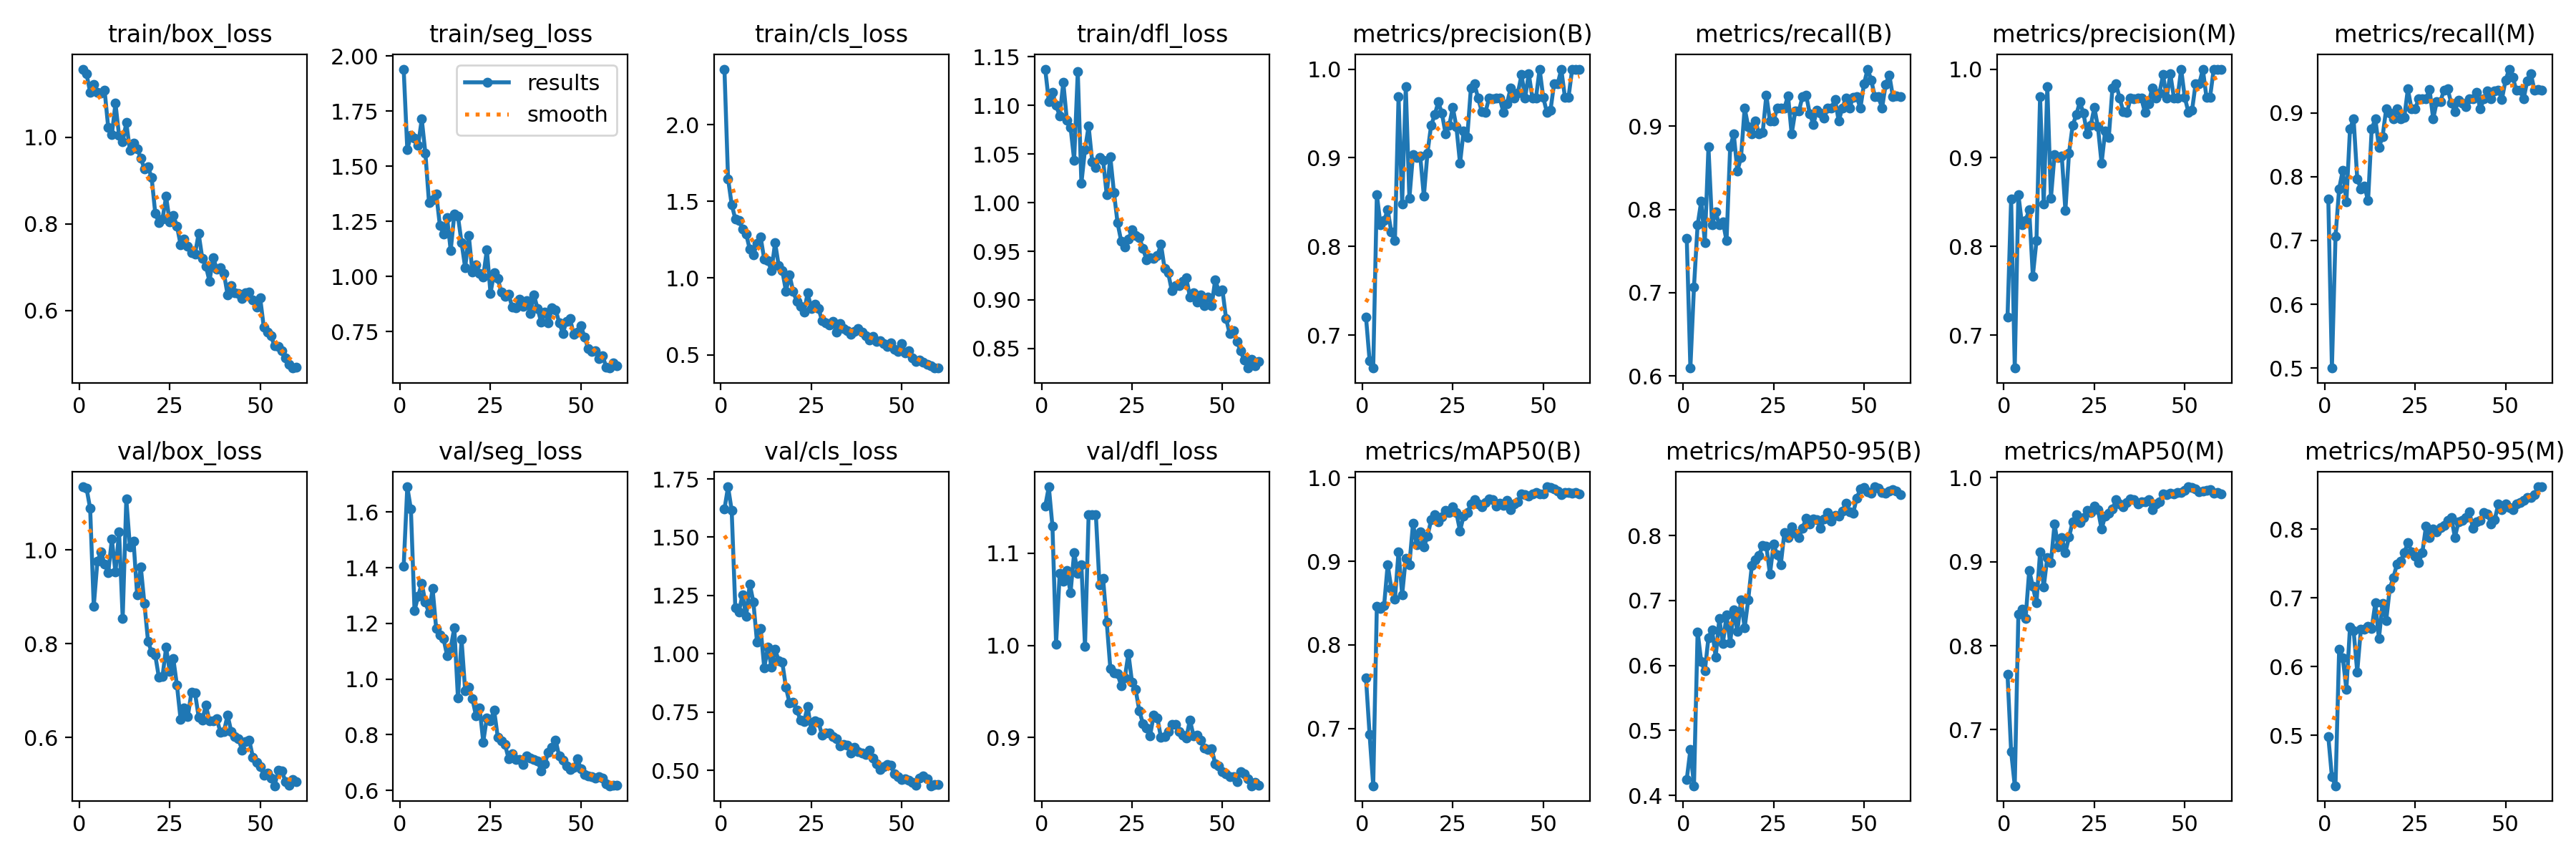 train/box_loss
1.0
0.8
0.6
0 25 50
train/seg_loss
2.00
1.75
1.50
1.25
1.00
0.75
0 25 50
results
smooth
train/cls_loss
2.0
1.5
1.0
0.5
0 25 50
train/dfl_loss
1.15
1.10
1.05
1.00
0.95
0.90
0.85
0 25 50
metrics/precision(B)
1.0
0.9
0.8
0.7
0 25 50
metrics/recall(B)
0.9
0.8
0.7
0.6
0 25 50
metrics/precision(M)
1.0
0.9
0.8
0.7
0 25 50
metrics/recall(M)
0.9
0.8
0.7
0.6
0.5
0 25 50
val/box_loss
1.0
0.8
0.6
0 25 50
val/seg_loss
1.6
1.4
1.2
1.0
0.8
0.6
0 25 50
val/cls_loss
1.75
1.50
1.25
1.00
0.75
0.50
0 25 50
val/dfl_loss
1.1
1.0
0.9
0 25 50
metrics/mAP50(B)
1.0
0.9
0.8
0.7
0 25 50
metrics/mAP50-95(B)
0.8
0.7
0.6
0.5
0.4
0 25 50
metrics/mAP50(M)
1.0
0.9
0.8
0.7
0 25 50
metrics/mAP50-95(M)
0.8
0.7
0.6
0.5
0 25 50